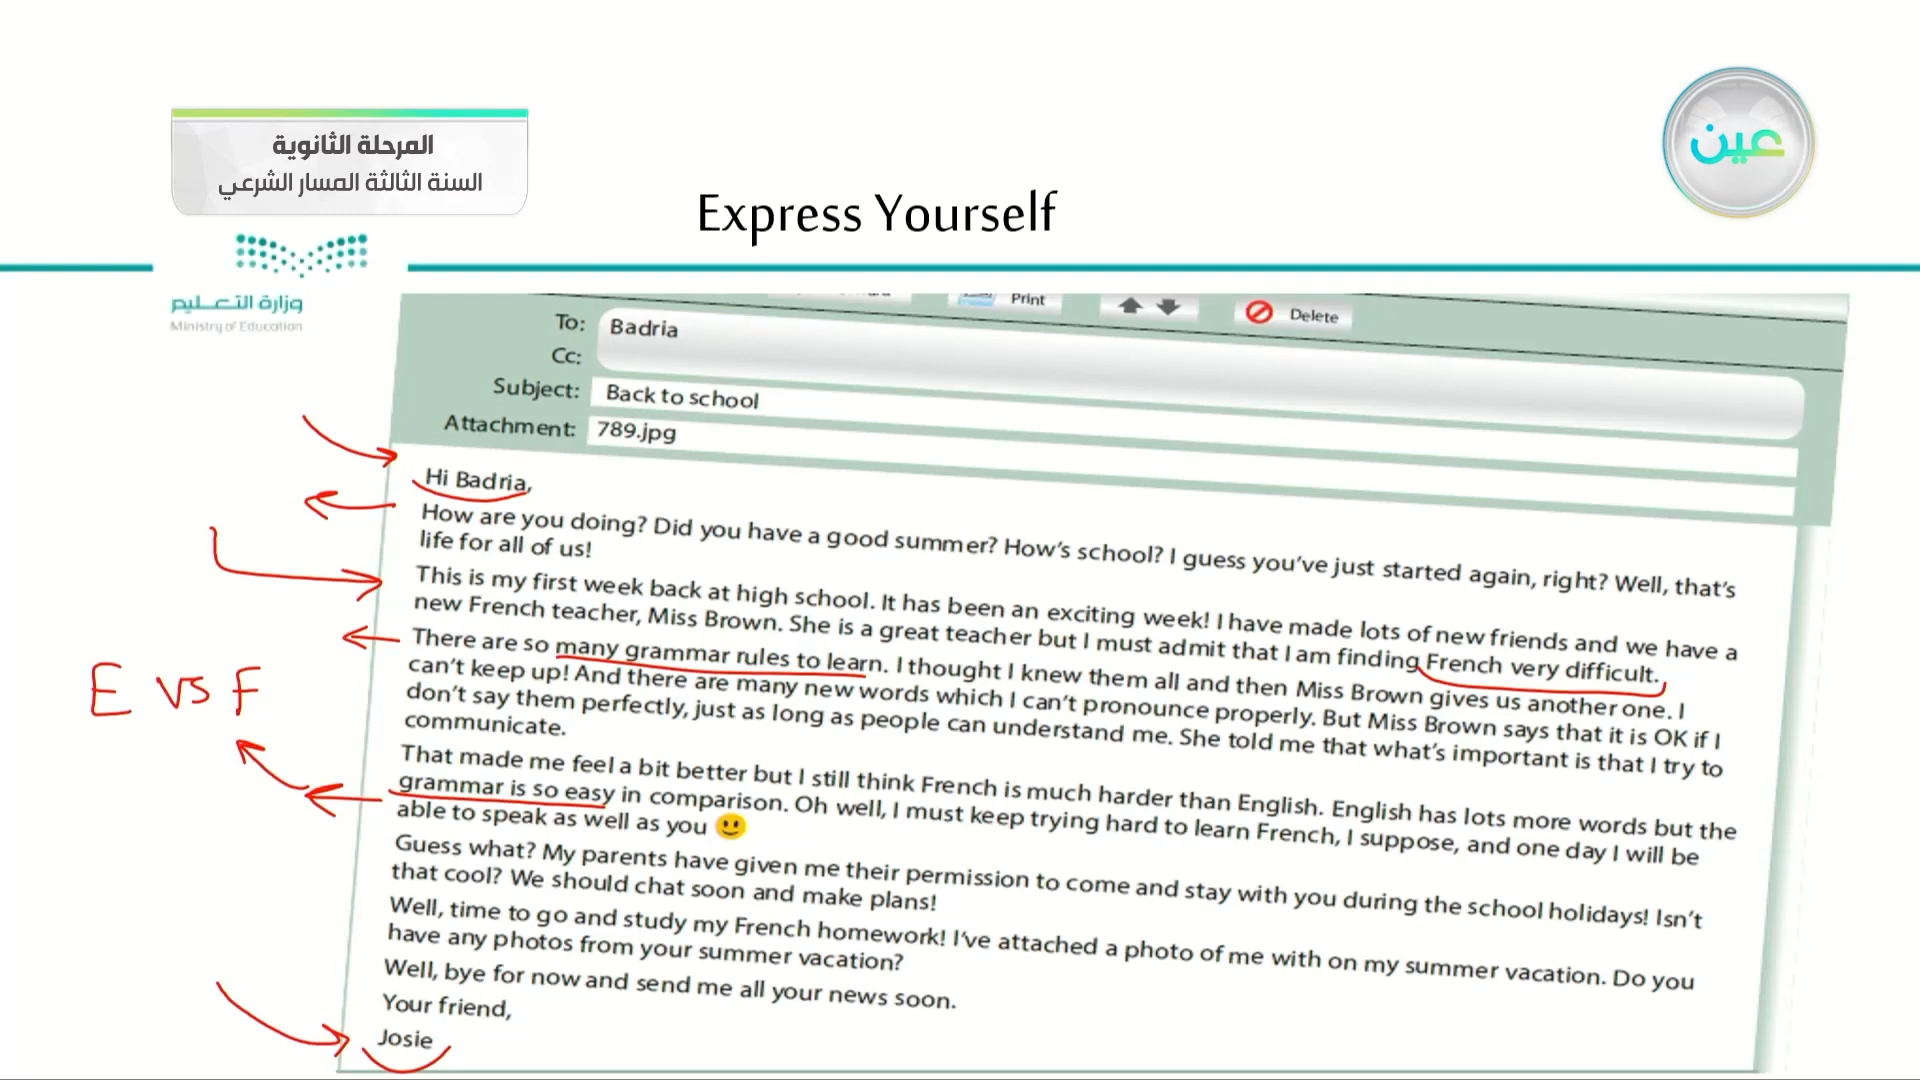 المرحلة الثانوية
السنة الثالثة المسار الشرعي
عين
Express Yourself
وزارة التعليم
Ministry of Education
Print
Delete
To: Badria
Cc:
Subject: Back to school
Attachment: 789.jpg
Hi Badria,
How are you doing? Did you have a good summer? How's school? I guess you've just started again, right? Well, that's
life for all of us!
This is my first week back at high school. It has been an exciting week! I have made lots of new friends and we have a
new French teacher, Miss Brown. She is a great teacher but I must admit that I am finding French very difficult.
There are so many grammar rules to learn. I thought I knew them all and then Miss Brown gives us another one. I
can't keep up! And there are many new words which I can't pronounce properly. But Miss Brown says that it is OK if I
don't say them perfectly, just as long as people can understand me. She told me that what's important is that I try to
communicate.
E vs F
That made me feel a bit better but I still think French is much harder than English. English has lots more words but the
grammar is so easy in comparison. Oh well, I must keep trying hard to learn French, I suppose, and one day I will be
able to speak as well as you
Guess what? My parents have given me their permission to come and stay with you during the school holidays! Isn't
that cool? We should chat soon and make plans!
Well, time to go and study my French homework! I've attached a photo of me with on my summer vacation. Do you
have any photos from your summer vacation?
Well, bye for now and send me all your news soon.
Your friend,
Josie